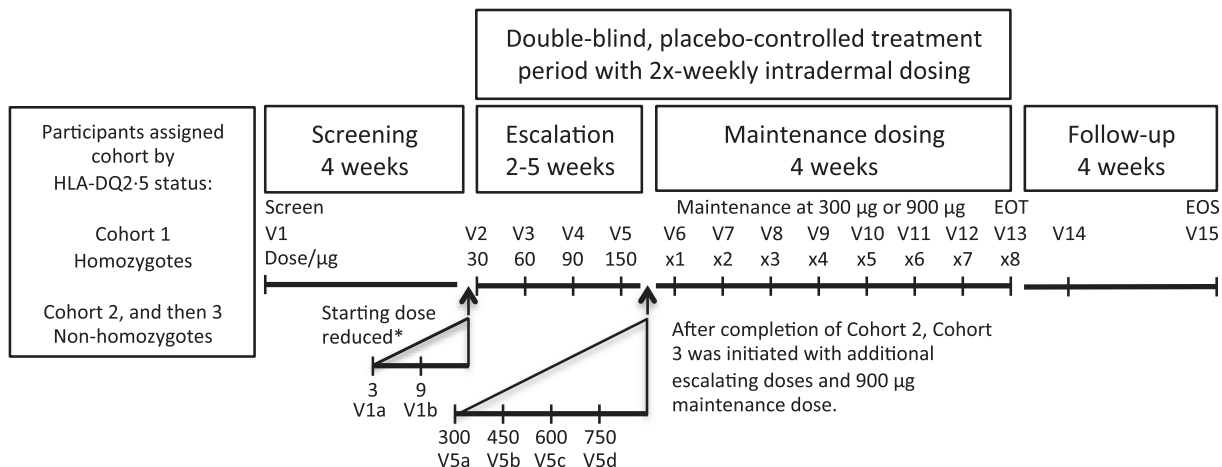 Double-blind, placebo-controlled treatment
period with 2x-weekly intradermal dosing
Participants assigned
cohort by
HLA-DQ2·5 status:
Cohort 1
Homozygotes
Cohort 2, and then 3
Non-homozygotes
Screening
4 weeks
Escalation
2-5 weeks
Maintenance dosing
4 weeks
Follow-up
4 weeks
Screen Maintenance at 300 µg or 900 µg EOT EOS
V1 V2 V3 V4 V5 V6 V7 V8 V9 V10 V11 V12 V13 V14 V15
Dose/µg 30 60 90 150 x1 x2 x3 x4 x5 x6 x7 x8
Starting dose
reduced*
3 9
V1a V1b
300 450 600 750
V5a V5b V5c V5d
After completion of Cohort 2, Cohort
3 was initiated with additional
escalating doses and 900 µg
maintenance dose.